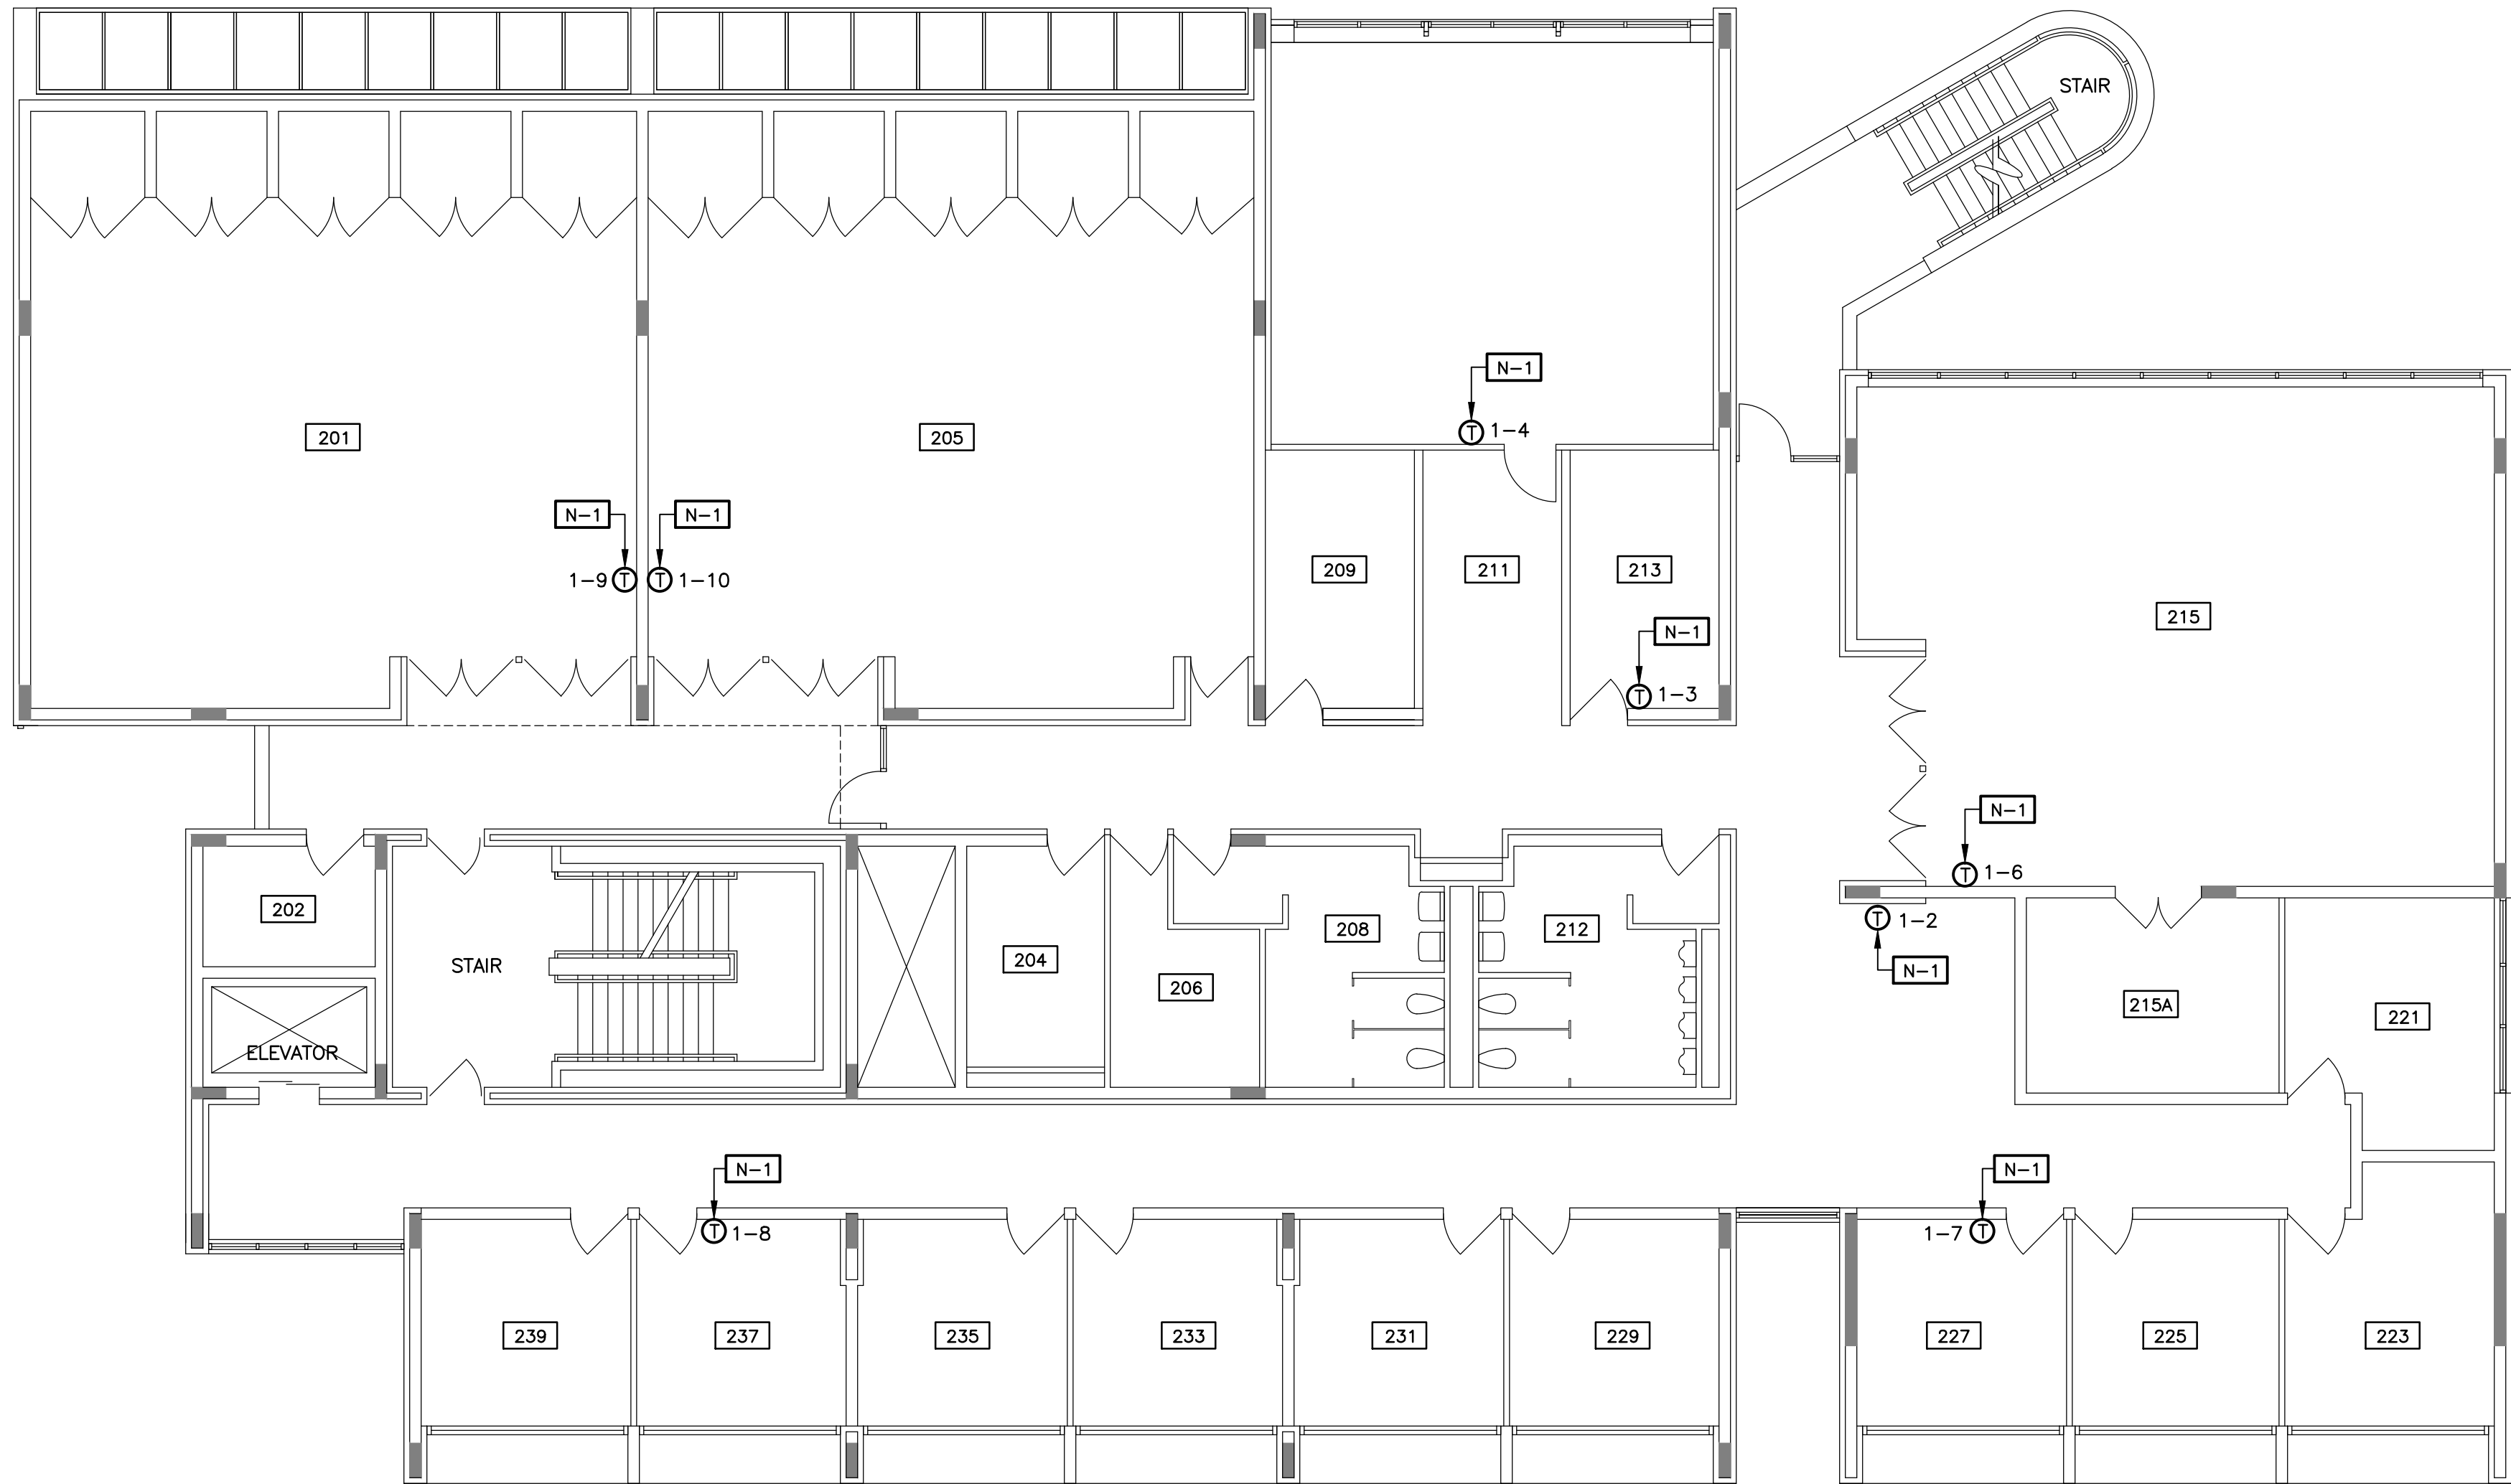 STAIR
N-1
1-4
201
205
N-1
N-1
1-9 T
T 1-10
T
209
211
213
215
N-1
T 1-3
N-1
T 1-6
202
STAIR
204
206
208
212
T 1-2
N-1
215A
221
ELEVATOR
N-1
T 1-8
N-1
1-7 T
239
237
235
233
231
229
227
225
223